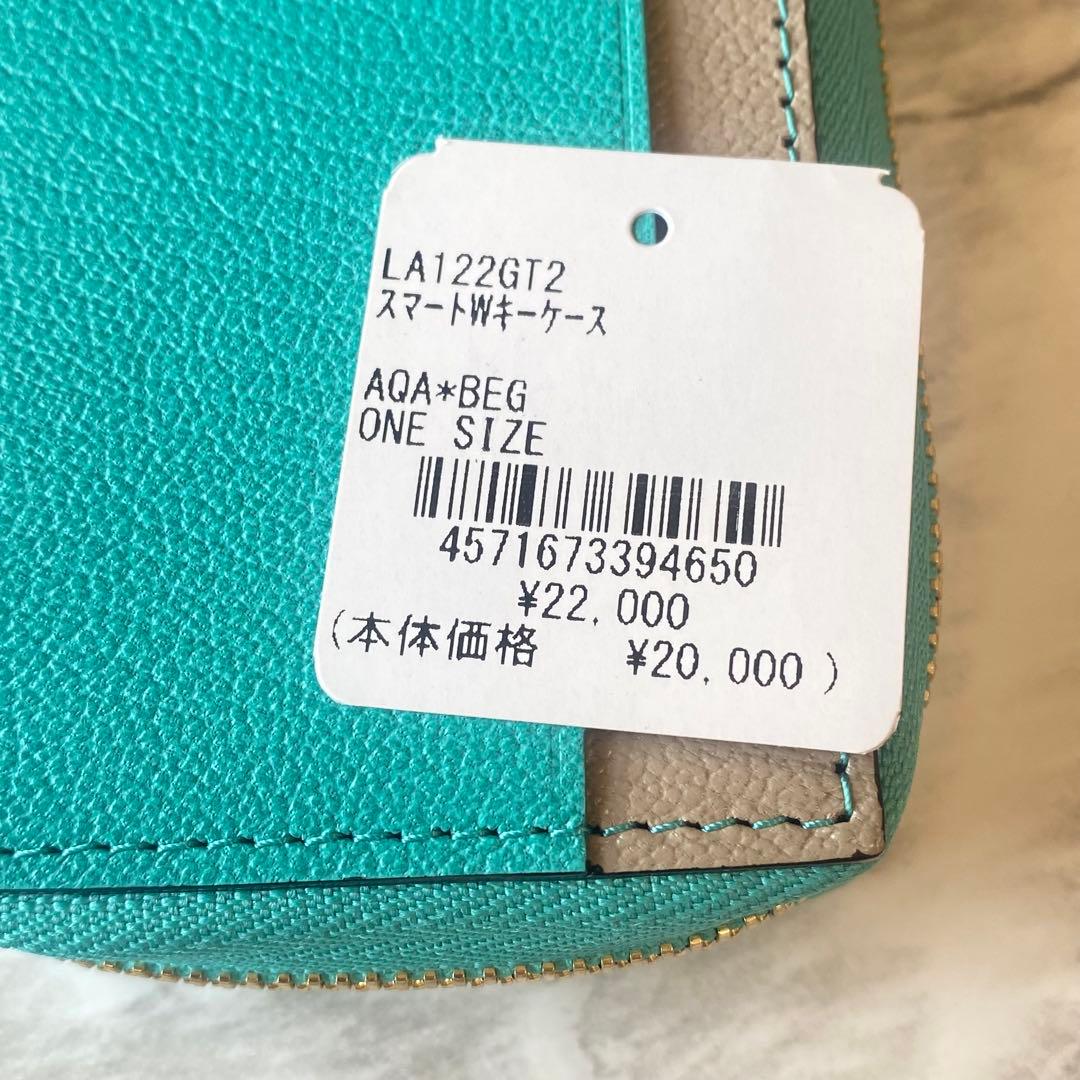 LA122GT2
スマートWキーケース
AQA*BEG
ONE SIZE
4571673394650
¥22,000
(本体価格 ¥20,000)